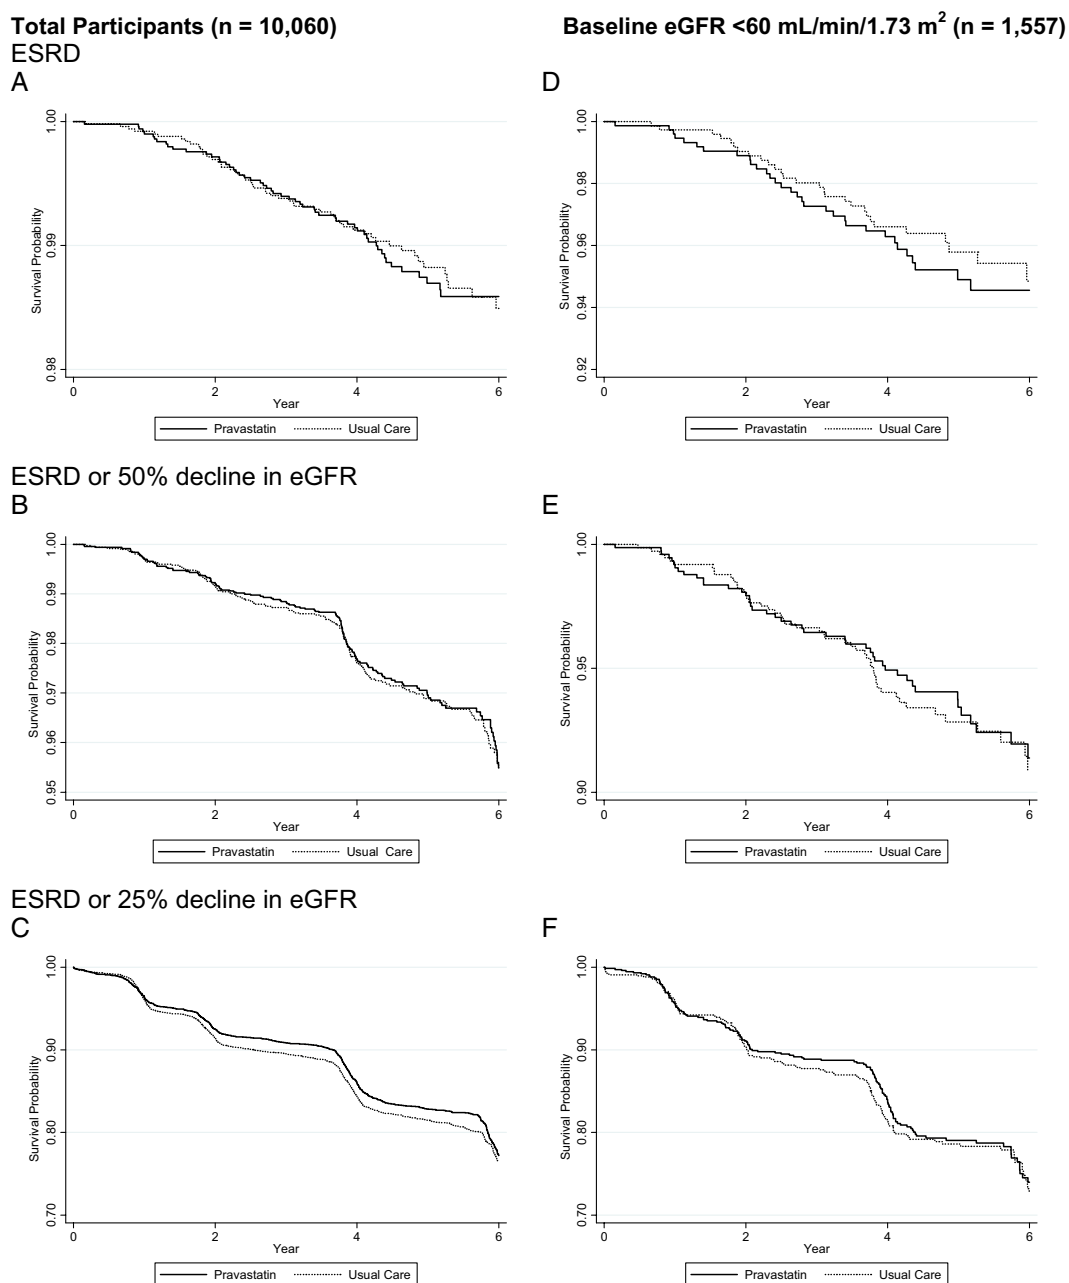 Total Participants (n = 10,060)
Baseline eGFR <60 mL/min/1.73 m² (n = 1,557)
ESRD
A
1.00
0.99
0.98
Survival Probability
0
2
4
6
Year
Pravastatin
Usual Care
D
1.00
0.98
0.96
0.94
0.92
Survival Probability
0
2
4
6
Year
Pravastatin
Usual Care
ESRD or 50% decline in eGFR
B
1.00
0.99
0.98
0.97
0.96
0.95
Survival Probability
0
2
4
6
Year
Pravastatin
Usual Care
E
1.00
0.95
0.90
Survival Probability
0
2
4
6
Year
Pravastatin
Usual Care
ESRD or 25% decline in eGFR
C
1.00
0.90
0.80
0.70
Survival Probability
0
2
4
6
Year
Pravastatin
Usual Care
F
1.00
0.90
0.80
0.70
Survival Probability
0
2
4
6
Year
Pravastatin
Usual Care